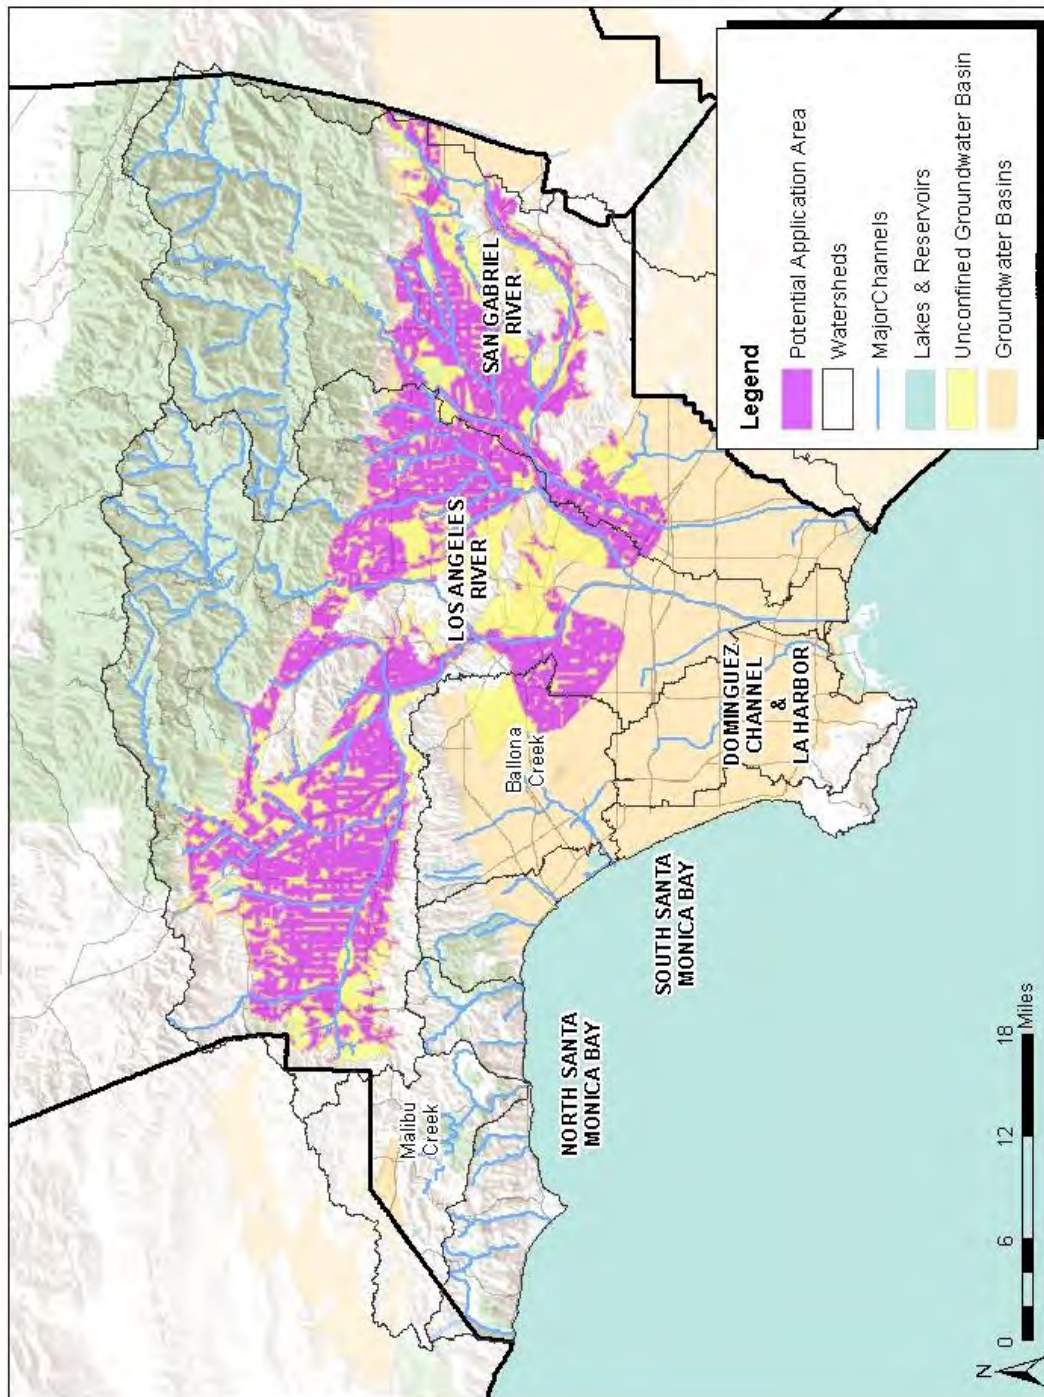 SAN GABRIEL
RIVER
LOS ANGELES
RIVER
Ballona
Creek
DOMINGUEZ
CHANNEL
&
LA HARBOR
Malibu
Creek
SOUTH SANTA
MONICA BAY
NORTH SANTA
MONICA BAY
N
0 6 12 18
Miles
Legend
Potential Application Area
Watersheds
MajorChannels
Lakes & Reservoirs
Unconfined Groundwater Basin
Groundwater Basins